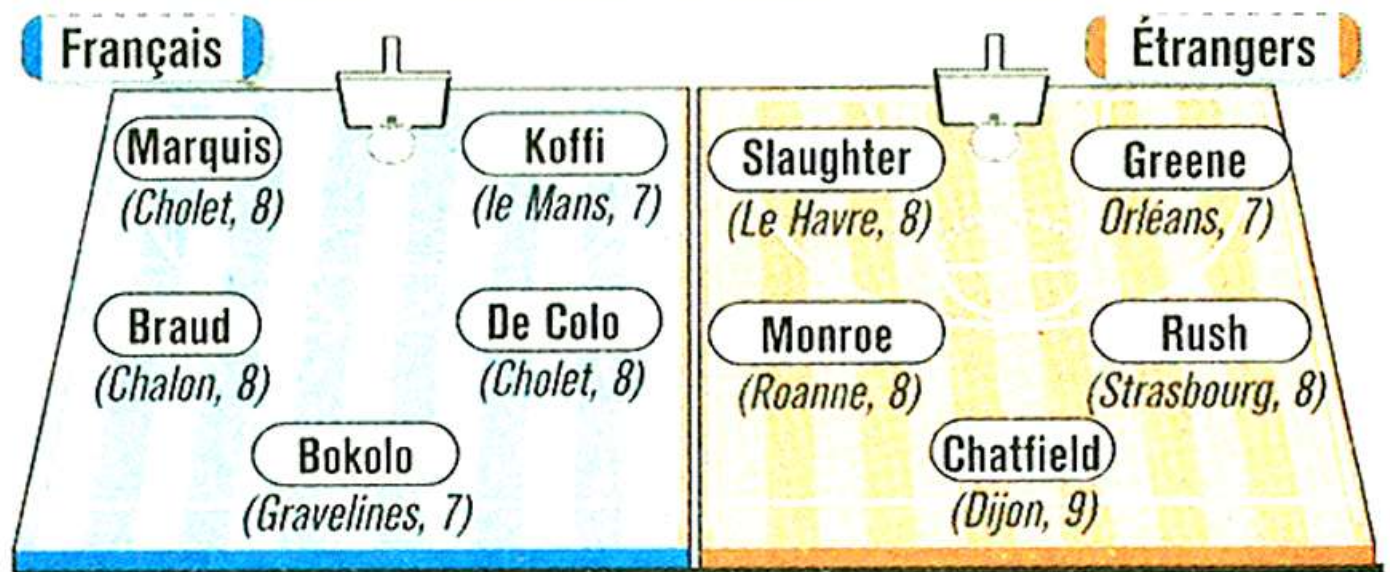 Français
Marquis
(Cholet, 8)
Koffi
(le Mans, 7)
Braud
(Chalon, 8)
De Colo
(Cholet, 8)
Bokolo
(Gravelines, 7)
Étrangers
Slaughter
(Le Havre, 8)
Greene
Orléans, 7)
Monroe
(Roanne, 8)
Rush
(Strasbourg, 8)
Chatfield
(Dijon, 9)